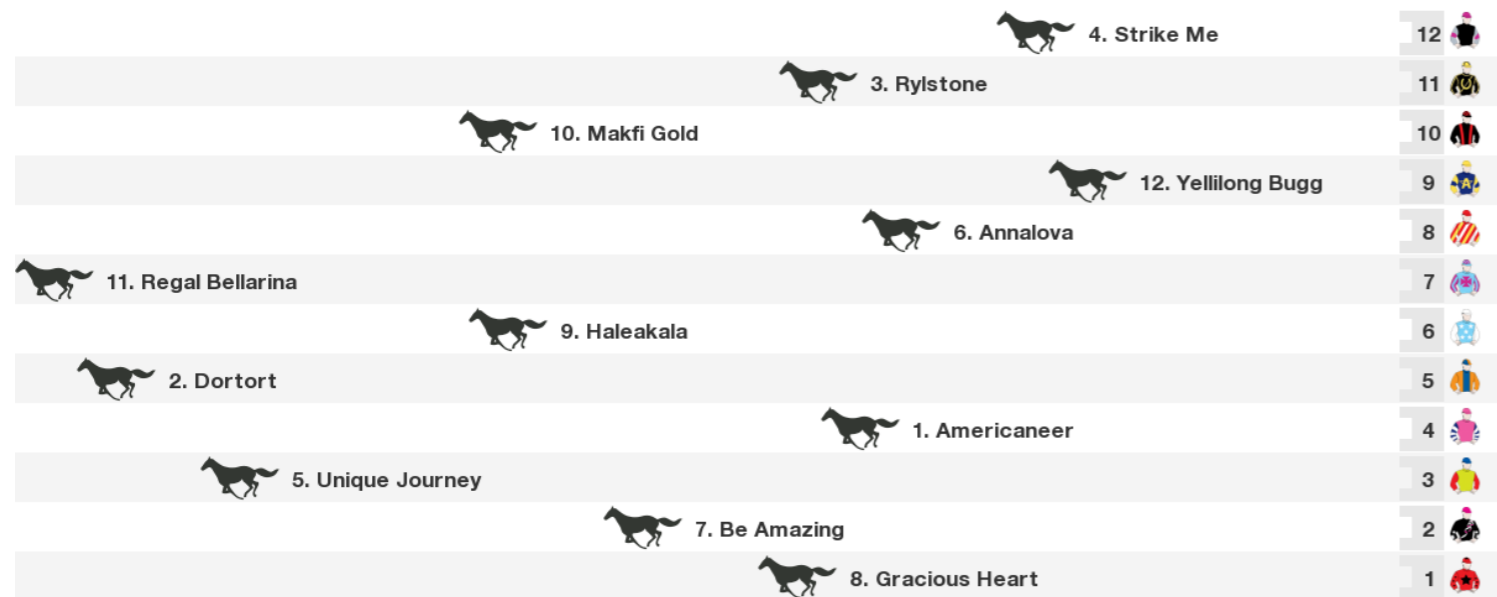 4. Strike Me 12
3. Rylstone 11
10. Makfi Gold 10
12. Yellilong Bugg 9
6. Annalova 8
11. Regal Bellarina 7
9. Haleakala 6
2. Dortort 5
1. Americaneer 4
5. Unique Journey 3
7. Be Amazing 2
8. Gracious Heart 1